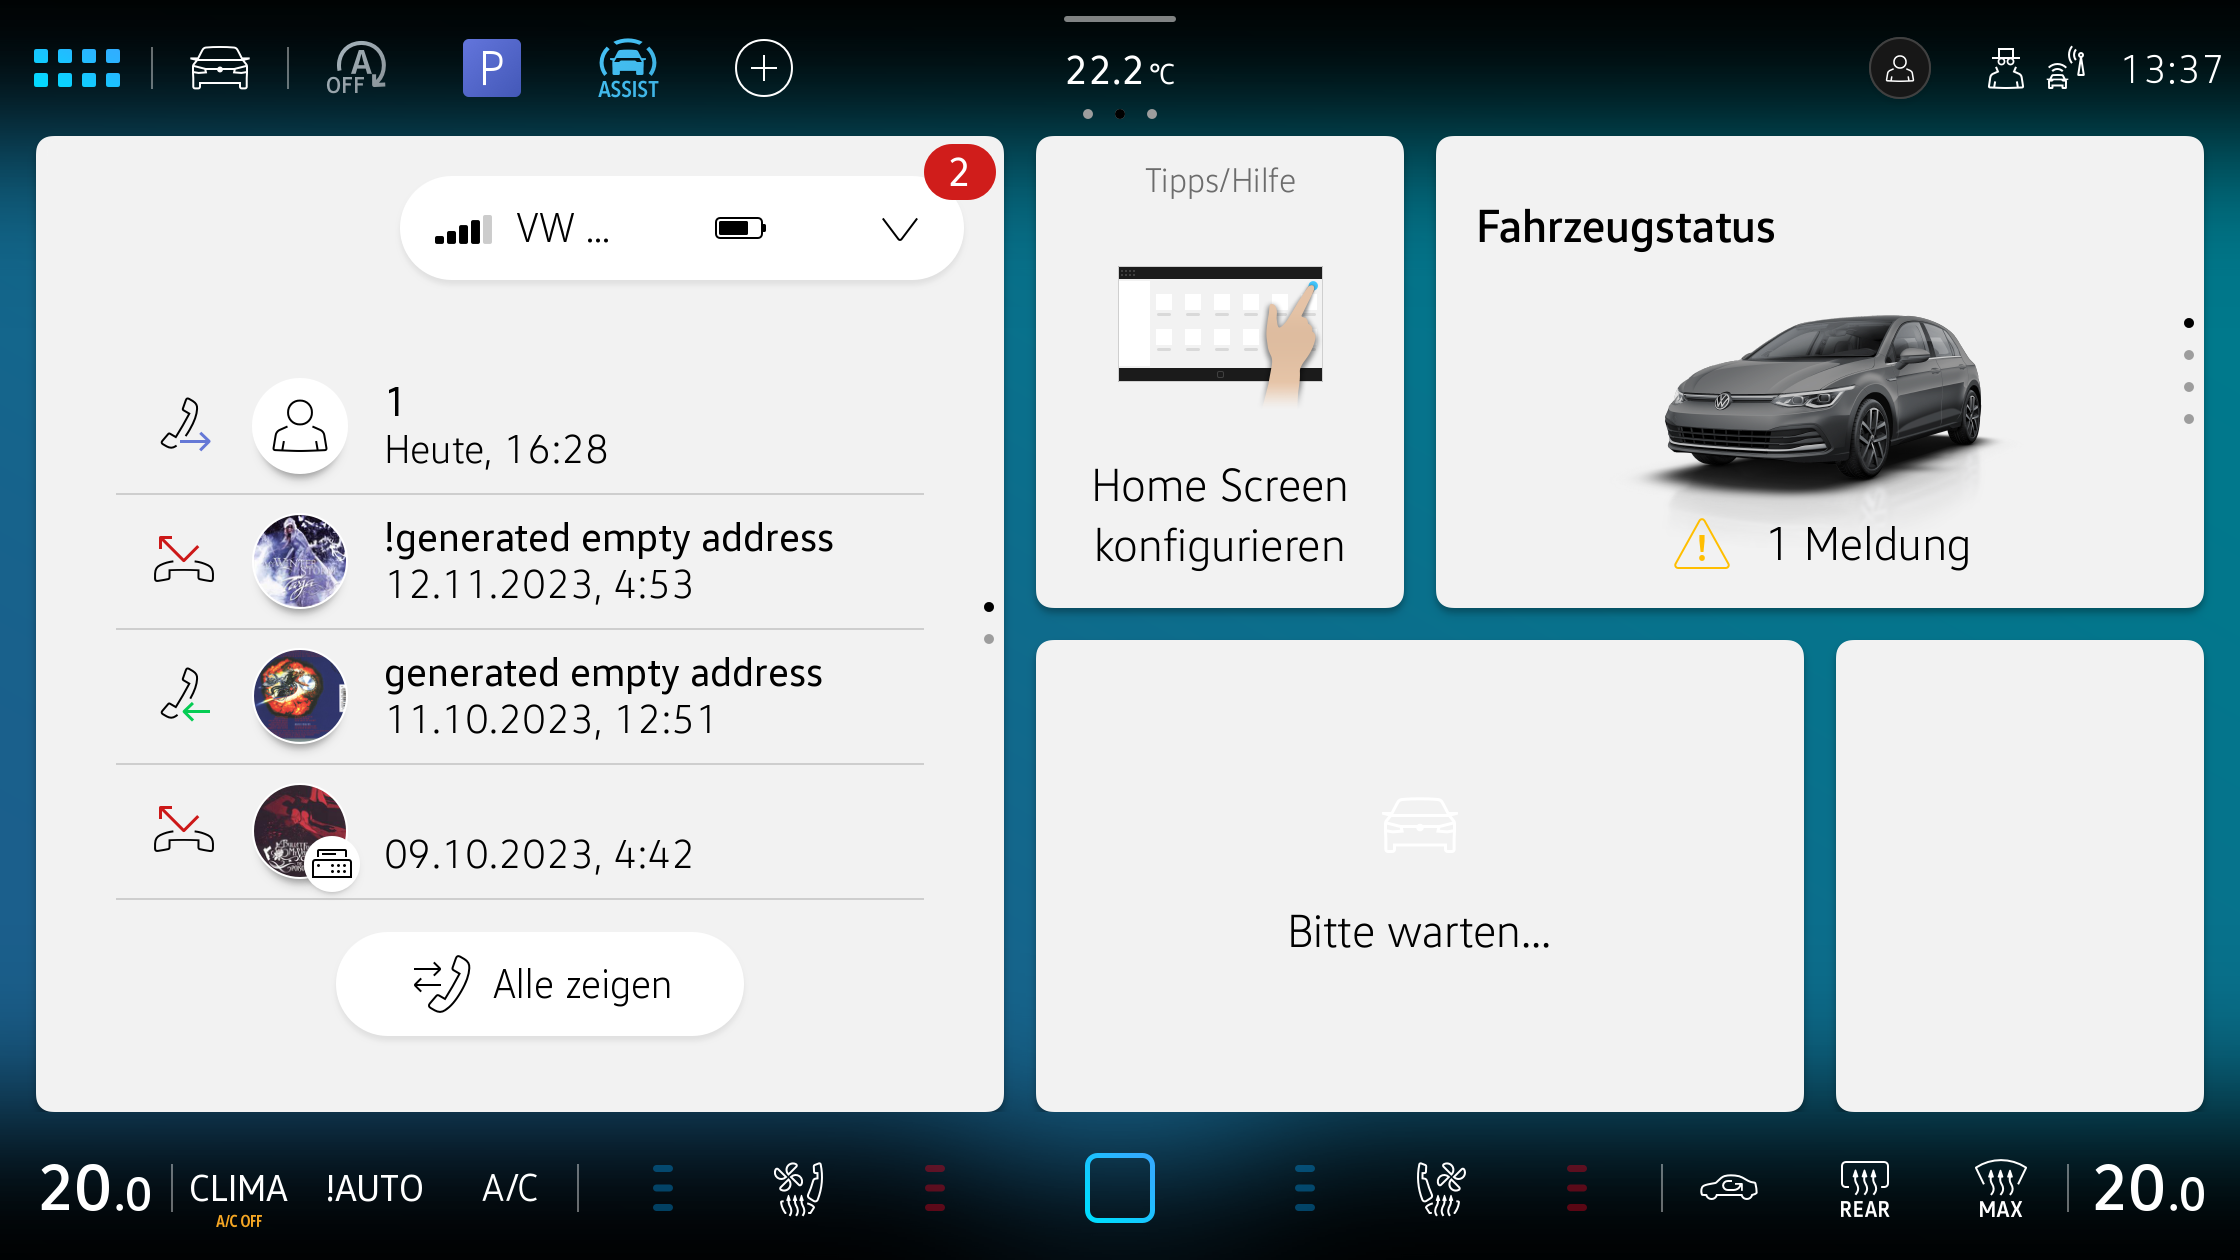 A
OFF
P
ASSIST
22.2 °C
13:37
2
VW ...
1
Heute, 16:28
!generated empty address
12.11.2023, 4:53
generated empty address
11.10.2023, 12:51
09.10.2023, 4:42
Alle zeigen
Tipps/Hilfe
Home Screen
konfigurieren
Fahrzeugstatus
1 Meldung
Bitte warten...
20.0
CLIMA
A/C OFF
!AUTO
A/C
REAR
MAX
20.0